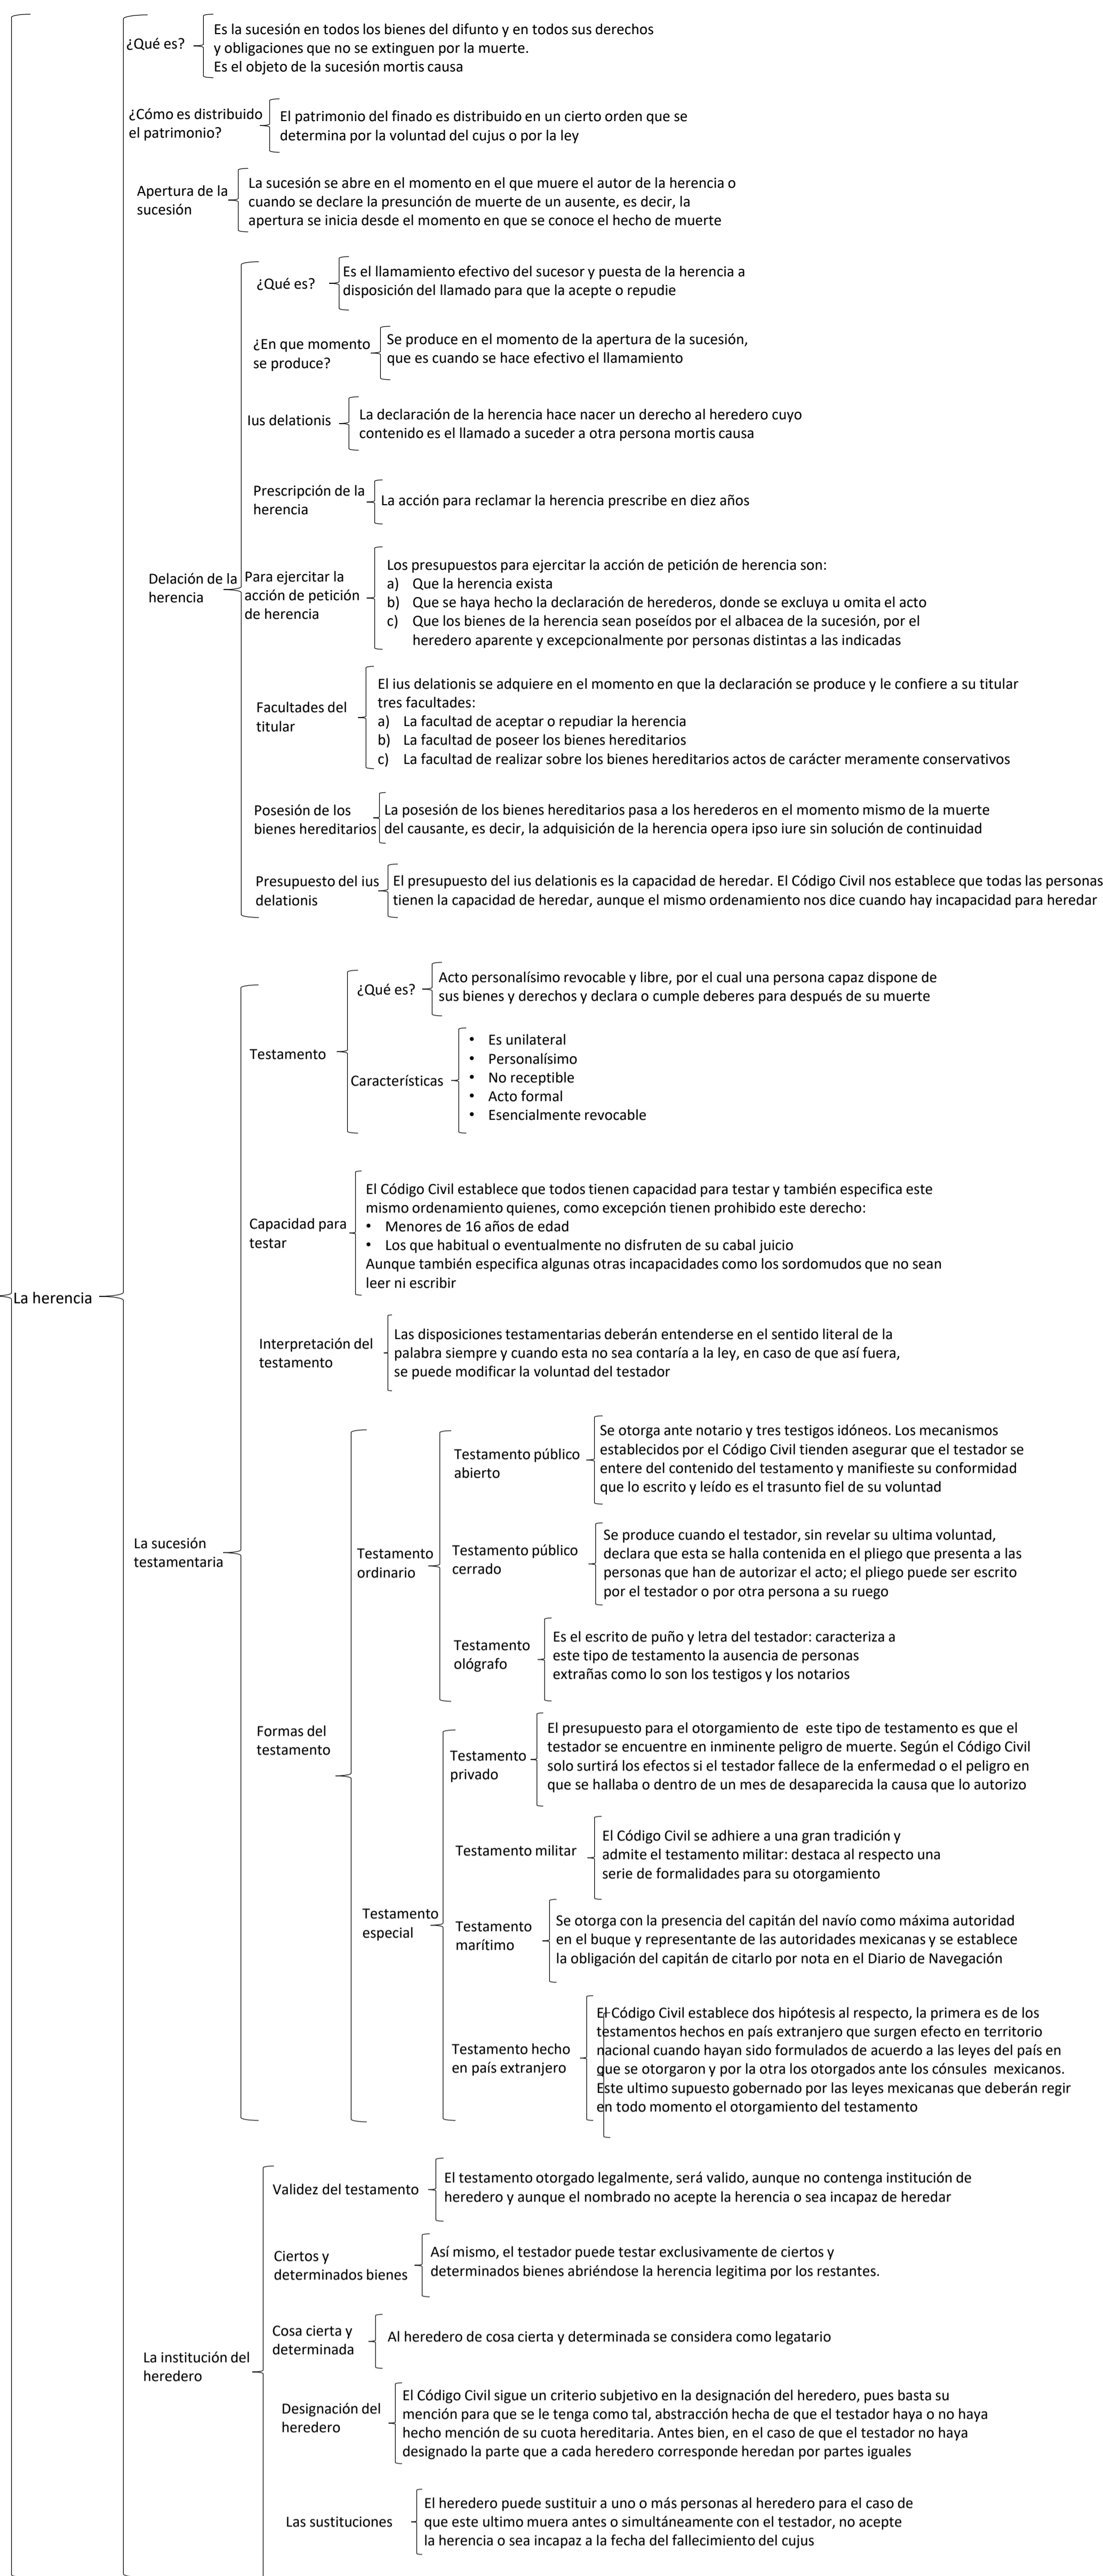 ¿Qué es?
Es la sucesión en todos los bienes del difunto y en todos sus derechos
y obligaciones que no se extinguen por la muerte.
Es el objeto de la sucesión mortis causa
¿Cómo es distribuido
el patrimonio?
El patrimonio del finado es distribuido en un cierto orden que se
determina por la voluntad del cujus o por la ley
Apertura de la
sucesión
La sucesión se abre en el momento en el que muere el autor de la herencia o
cuando se declare la presunción de muerte de un ausente, es decir, la
apertura se inicia desde el momento en que se conoce el hecho de muerte
Delación de la
herencia
¿Qué es?
Es el llamamiento efectivo del sucesor y puesta de la herencia a
disposición del llamado para que la acepte o repudie
¿En que momento
se produce?
Se produce en el momento de la apertura de la sucesión,
que es cuando se hace efectivo el llamamiento
Ius delationis
La declaración de la herencia hace nacer un derecho al heredero cuyo
contenido es el llamado a suceder a otra persona mortis causa
Prescripción de la
herencia
La acción para reclamar la herencia prescribe en diez años
Para ejercitar la
acción de petición
de herencia
Los presupuestos para ejercitar la acción de petición de herencia son:
a) Que la herencia exista
b) Que se haya hecho la declaración de herederos, donde se excluya u omita el acto
c) Que los bienes de la herencia sean poseídos por el albacea de la sucesión, por el
heredero aparente y excepcionalmente por personas distintas a las indicadas
Facultades del
titular
El ius delationis se adquiere en el momento en que la declaración se produce y le confiere a su titular
tres facultades:
a) La facultad de aceptar o repudiar la herencia
b) La facultad de poseer los bienes hereditarios
c) La facultad de realizar sobre los bienes hereditarios actos de carácter meramente conservativos
Posesión de los
bienes hereditarios
La posesión de los bienes hereditarios pasa a los herederos en el momento mismo de la muerte
del causante, es decir, la adquisición de la herencia opera ipso iure sin solución de continuidad
Presupuesto del ius
delationis
El presupuesto del ius delationis es la capacidad de heredar. El Código Civil nos establece que todas las personas
tienen la capacidad de heredar, aunque el mismo ordenamiento nos dice cuando hay incapacidad para heredar
La herencia
La sucesión
testamentaria
Testamento
¿Qué es?
Acto personalísimo revocable y libre, por el cual una persona capaz dispone de
sus bienes y derechos y declara o cumple deberes para después de su muerte
Características
• Es unilateral
• Personalísimo
• No receptible
• Acto formal
• Esencialmente revocable
Capacidad para
testar
El Código Civil establece que todos tienen capacidad para testar y también especifica este
mismo ordenamiento quienes, como excepción tienen prohibido este derecho:
• Menores de 16 años de edad
• Los que habitual o eventualmente no disfruten de su cabal juicio
Aunque también especifica algunas otras incapacidades como los sordomudos que no sean
leer ni escribir
Interpretación del
testamento
Las disposiciones testamentarias deberán entenderse en el sentido literal de la
palabra siempre y cuando esta no sea contaría a la ley, en caso de que así fuera,
se puede modificar la voluntad del testador
Formas del
testamento
Testamento
ordinario
Testamento público
abierto
Se otorga ante notario y tres testigos idóneos. Los mecanismos
establecidos por el Código Civil tienden asegurar que el testador se
entere del contenido del testamento y manifieste su conformidad
que lo escrito y leído es el trasunto fiel de su voluntad
Testamento público
cerrado
Se produce cuando el testador, sin revelar su ultima voluntad,
declara que esta se halla contenida en el pliego que presenta a las
personas que han de autorizar el acto; el pliego puede ser escrito
por el testador o por otra persona a su ruego
Testamento
ológrafo
Es el escrito de puño y letra del testador: caracteriza a
este tipo de testamento la ausencia de personas
extrañas como lo son los testigos y los notarios
Testamento
especial
Testamento
privado
El presupuesto para el otorgamiento de este tipo de testamento es que el
testador se encuentre en inminente peligro de muerte. Según el Código Civil
solo surtirá los efectos si el testador fallece de la enfermedad o el peligro en
que se hallaba o dentro de un mes de desaparecida la causa que lo autorizo
Testamento militar
El Código Civil se adhiere a una gran tradición y
admite el testamento militar: destaca al respecto una
serie de formalidades para su otorgamiento
Testamento
marítimo
Se otorga con la presencia del capitán del navío como máxima autoridad
en el buque y representante de las autoridades mexicanas y se establece
la obligación del capitán de citarlo por nota en el Diario de Navegación
Testamento hecho
en país extranjero
El Código Civil establece dos hipótesis al respecto, la primera es de los
testamentos hechos en país extranjero que surgen efecto en territorio
nacional cuando hayan sido formulados de acuerdo a las leyes del país en
que se otorgaron y por la otra los otorgados ante los cónsules mexicanos.
Este ultimo supuesto gobernado por las leyes mexicanas que deberán regir
en todo momento el otorgamiento del testamento
La institución del
heredero
Validez del testamento
El testamento otorgado legalmente, será valido, aunque no contenga institución de
heredero y aunque el nombrado no acepte la herencia o sea incapaz de heredar
Ciertos y
determinados bienes
Así mismo, el testador puede testar exclusivamente de ciertos y
determinados bienes abriéndose la herencia legitima por los restantes.
Cosa cierta y
determinada
Al heredero de cosa cierta y determinada se considera como legatario
Designación del
heredero
El Código Civil sigue un criterio subjetivo en la designación del heredero, pues basta su
mención para que se le tenga como tal, abstracción hecha de que el testador haya o no haya
hecho mención de su cuota hereditaria. Antes bien, en el caso de que el testador no haya
designado la parte que a cada heredero corresponde heredan por partes iguales
Las sustituciones
El heredero puede sustituir a uno o más personas al heredero para el caso de
que este ultimo muera antes o simultáneamente con el testador, no acepte
la herencia o sea incapaz a la fecha del fallecimiento del cujus